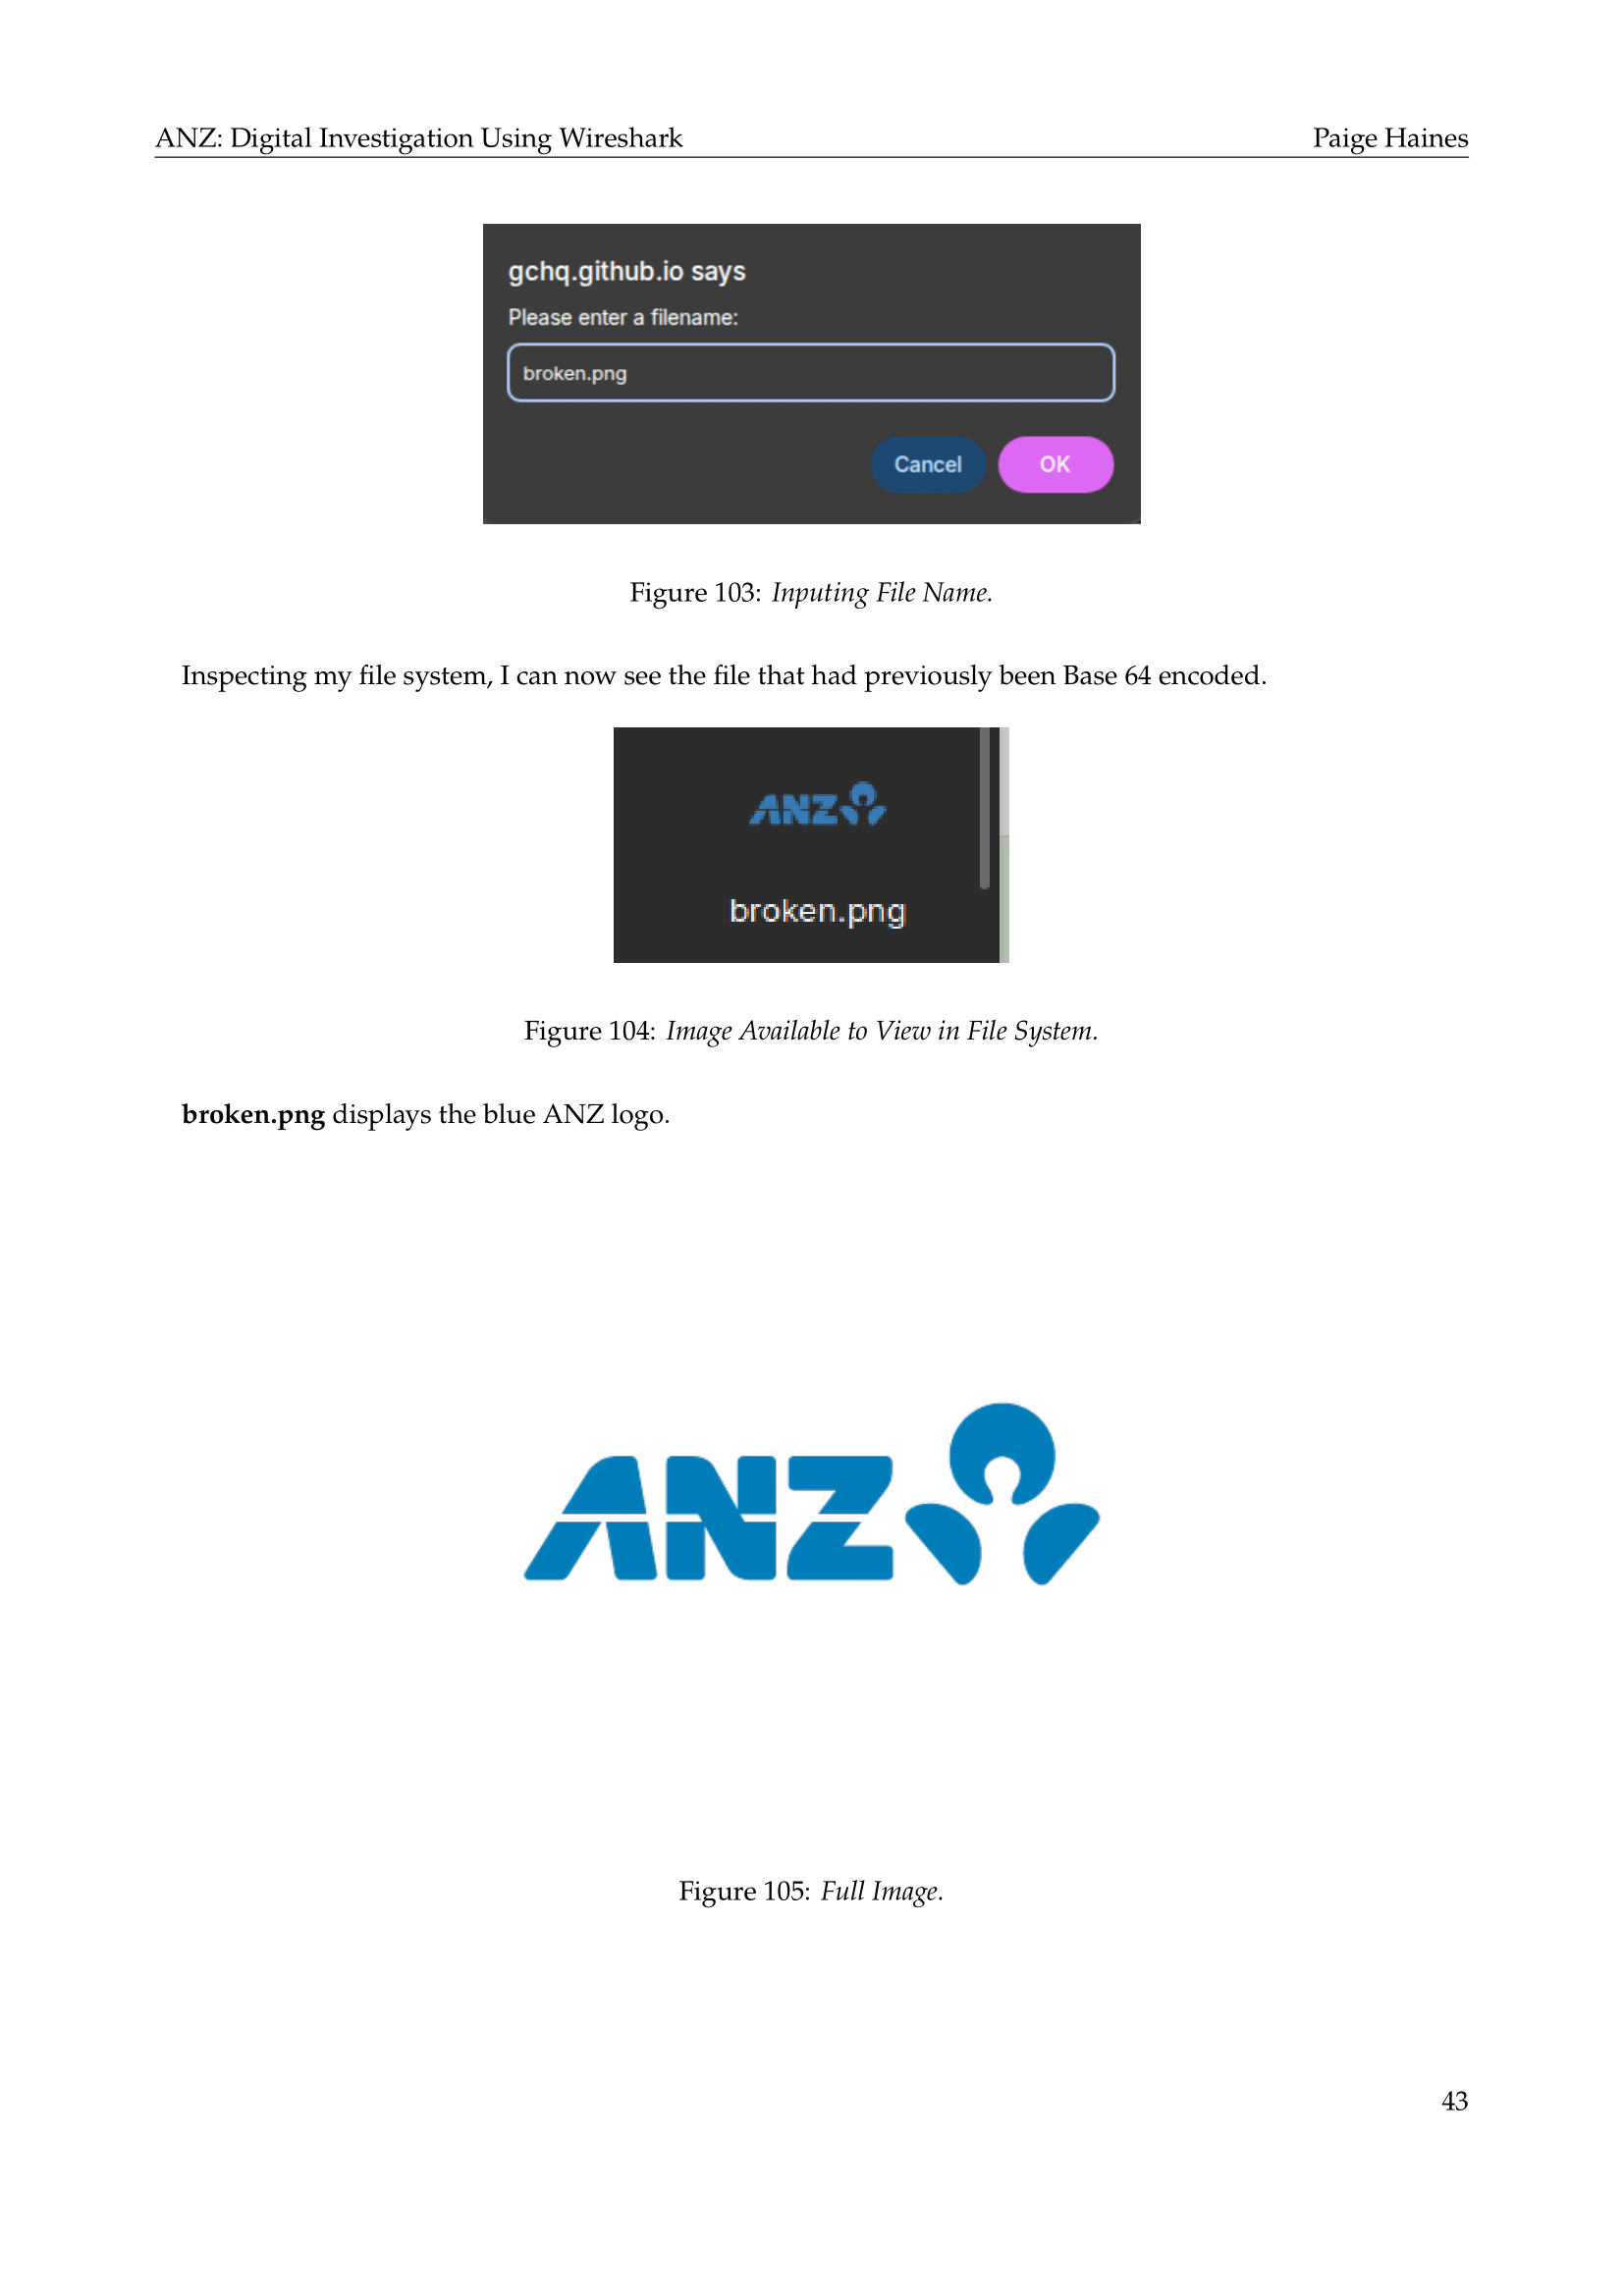 ANZ: Digital Investigation Using Wireshark Paige Haines
gchq.github.io says
Please enter a filename:
broken.png
Cancel OK
Figure 103: Inputing File Name.
Inspecting my file system, I can now see the file that had previously been Base 64 encoded.
ANZ
broken.png
Figure 104: Image Available to View in File System.
broken.png displays the blue ANZ logo.
ANZ
Figure 105: Full Image.
43